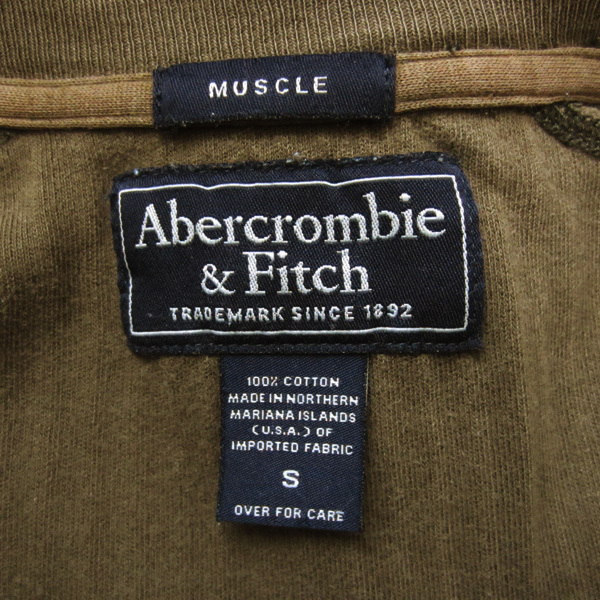 MUSCLE
Abercrombie
& Fitch
TRADEMARK SINCE 1892
100% COTTON
MADE IN NORTHERN
MARIANA ISLANDS
(U.S.A.) OF
IMPORTED FABRIC
S
OVER FOR CARE